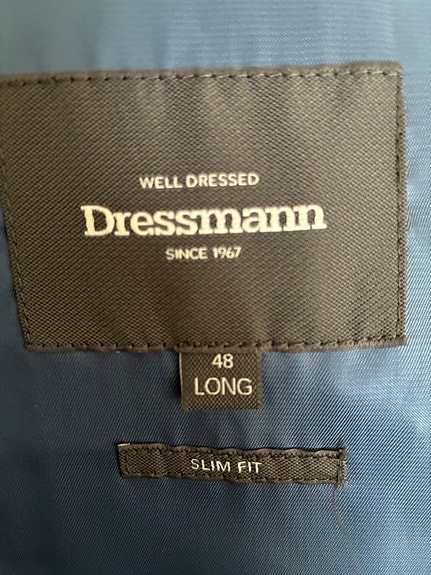 WELL DRESSED
Dressmann
SINCE 1967
48
LONG
SLIM FIT